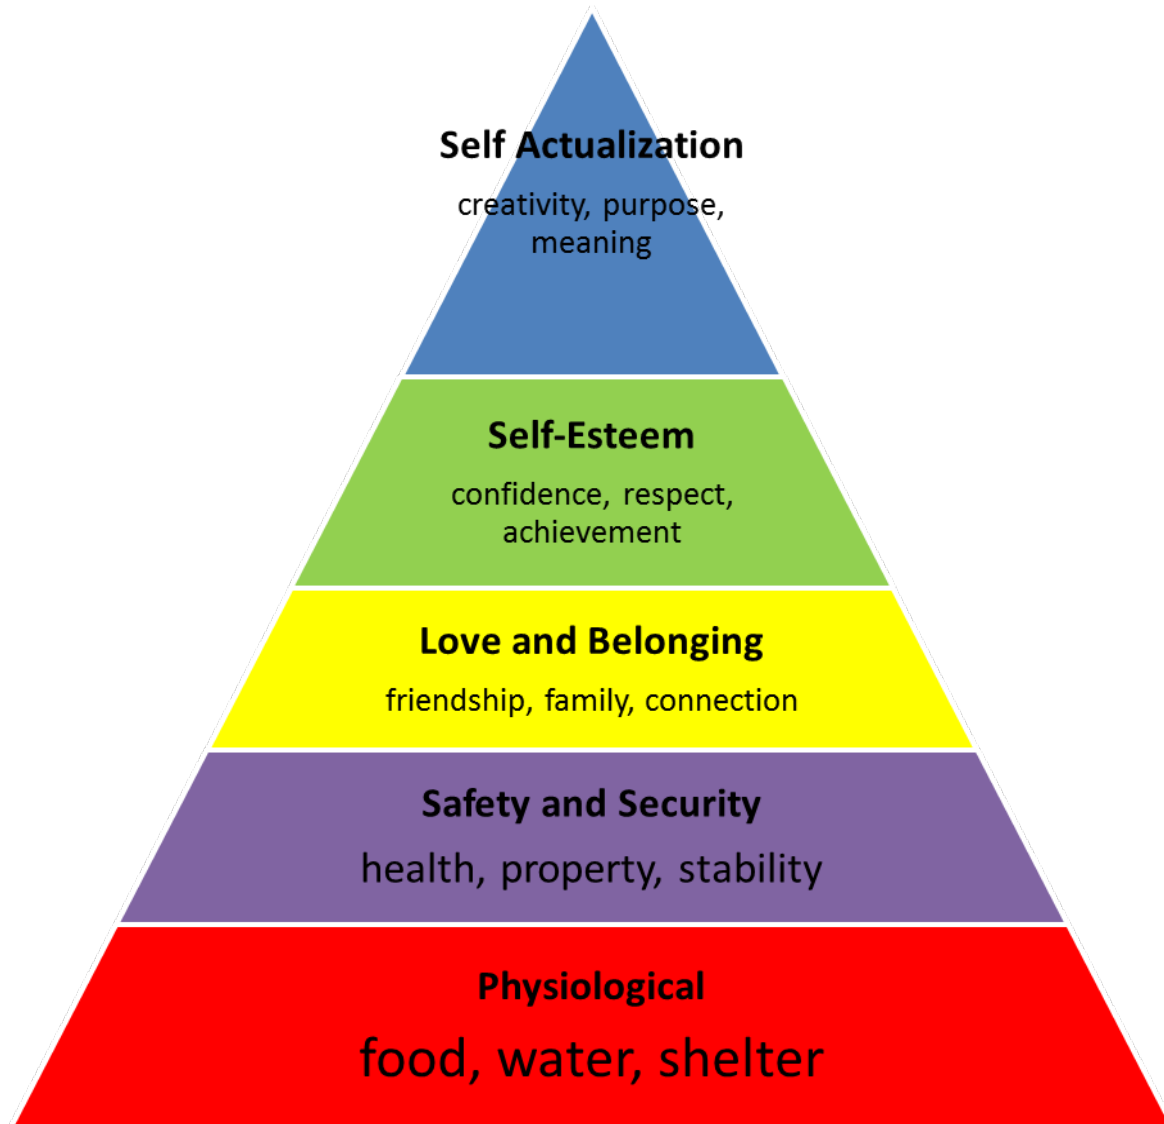 Self Actualization
creativity, purpose,
meaning
Self-Esteem
confidence, respect,
achievement
Love and Belonging
friendship, family, connection
Safety and Security
health, property, stability
Physiological
food, water, shelter